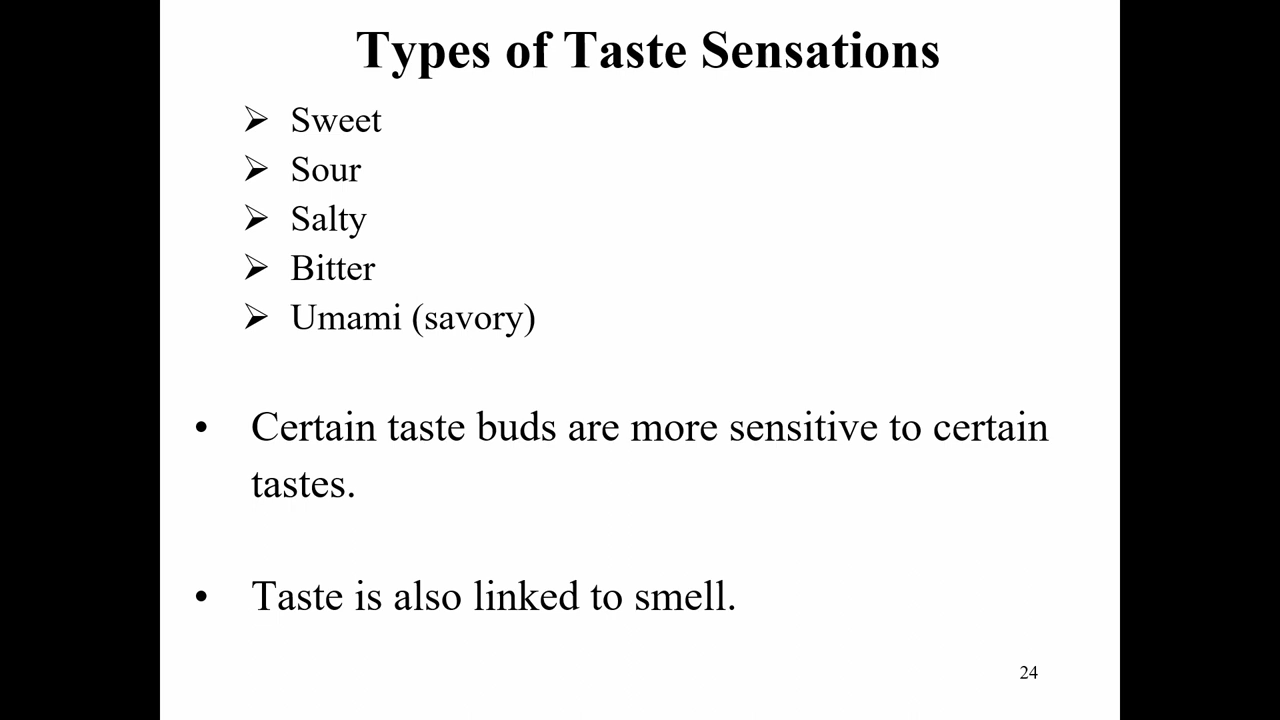 Types of Taste Sensations
➢ Sweet
➢ Sour
➢ Salty
➢ Bitter
➢ Umami (savory)
• Certain taste buds are more sensitive to certain
tastes.
• Taste is also linked to smell.
24